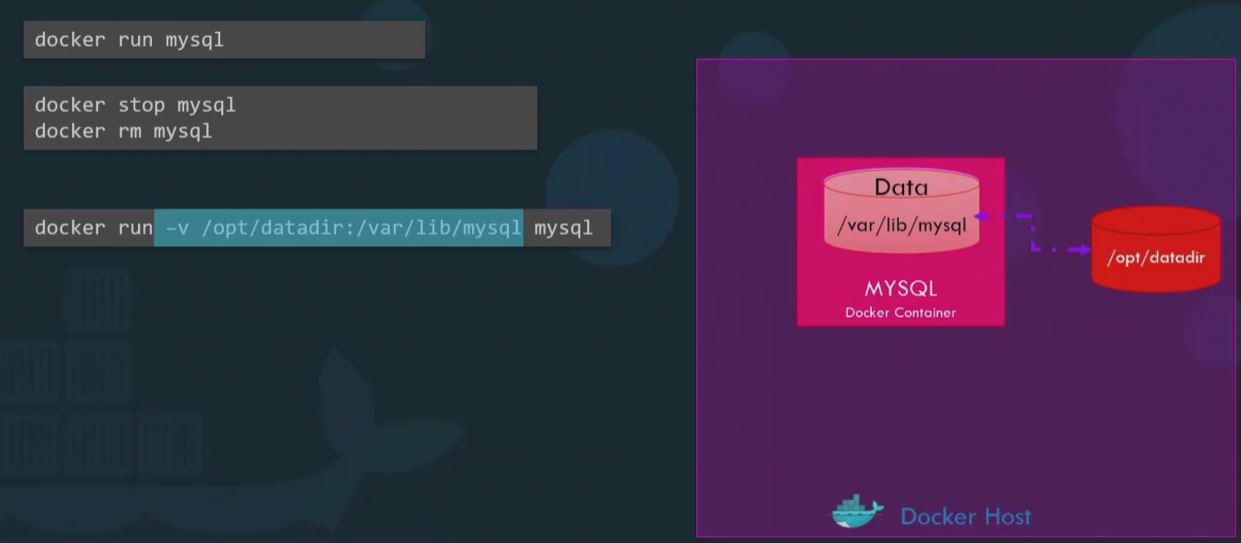 docker run mysql
docker stop mysql
docker rm mysql
docker run –v /opt/datadir:/var/lib/mysql mysql
Data
/var/lib/mysql
MYSQL
Docker Container
/opt/datadir
Docker Host